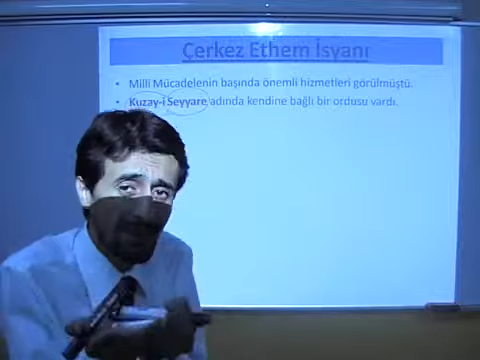 Çerkez Ethem İsyanı
• Milli Mücadelenin başında önemli hizmetleri görülmüştü.
• Kuzay-i Seyyare adında kendine bağlı bir ordusu vardı.